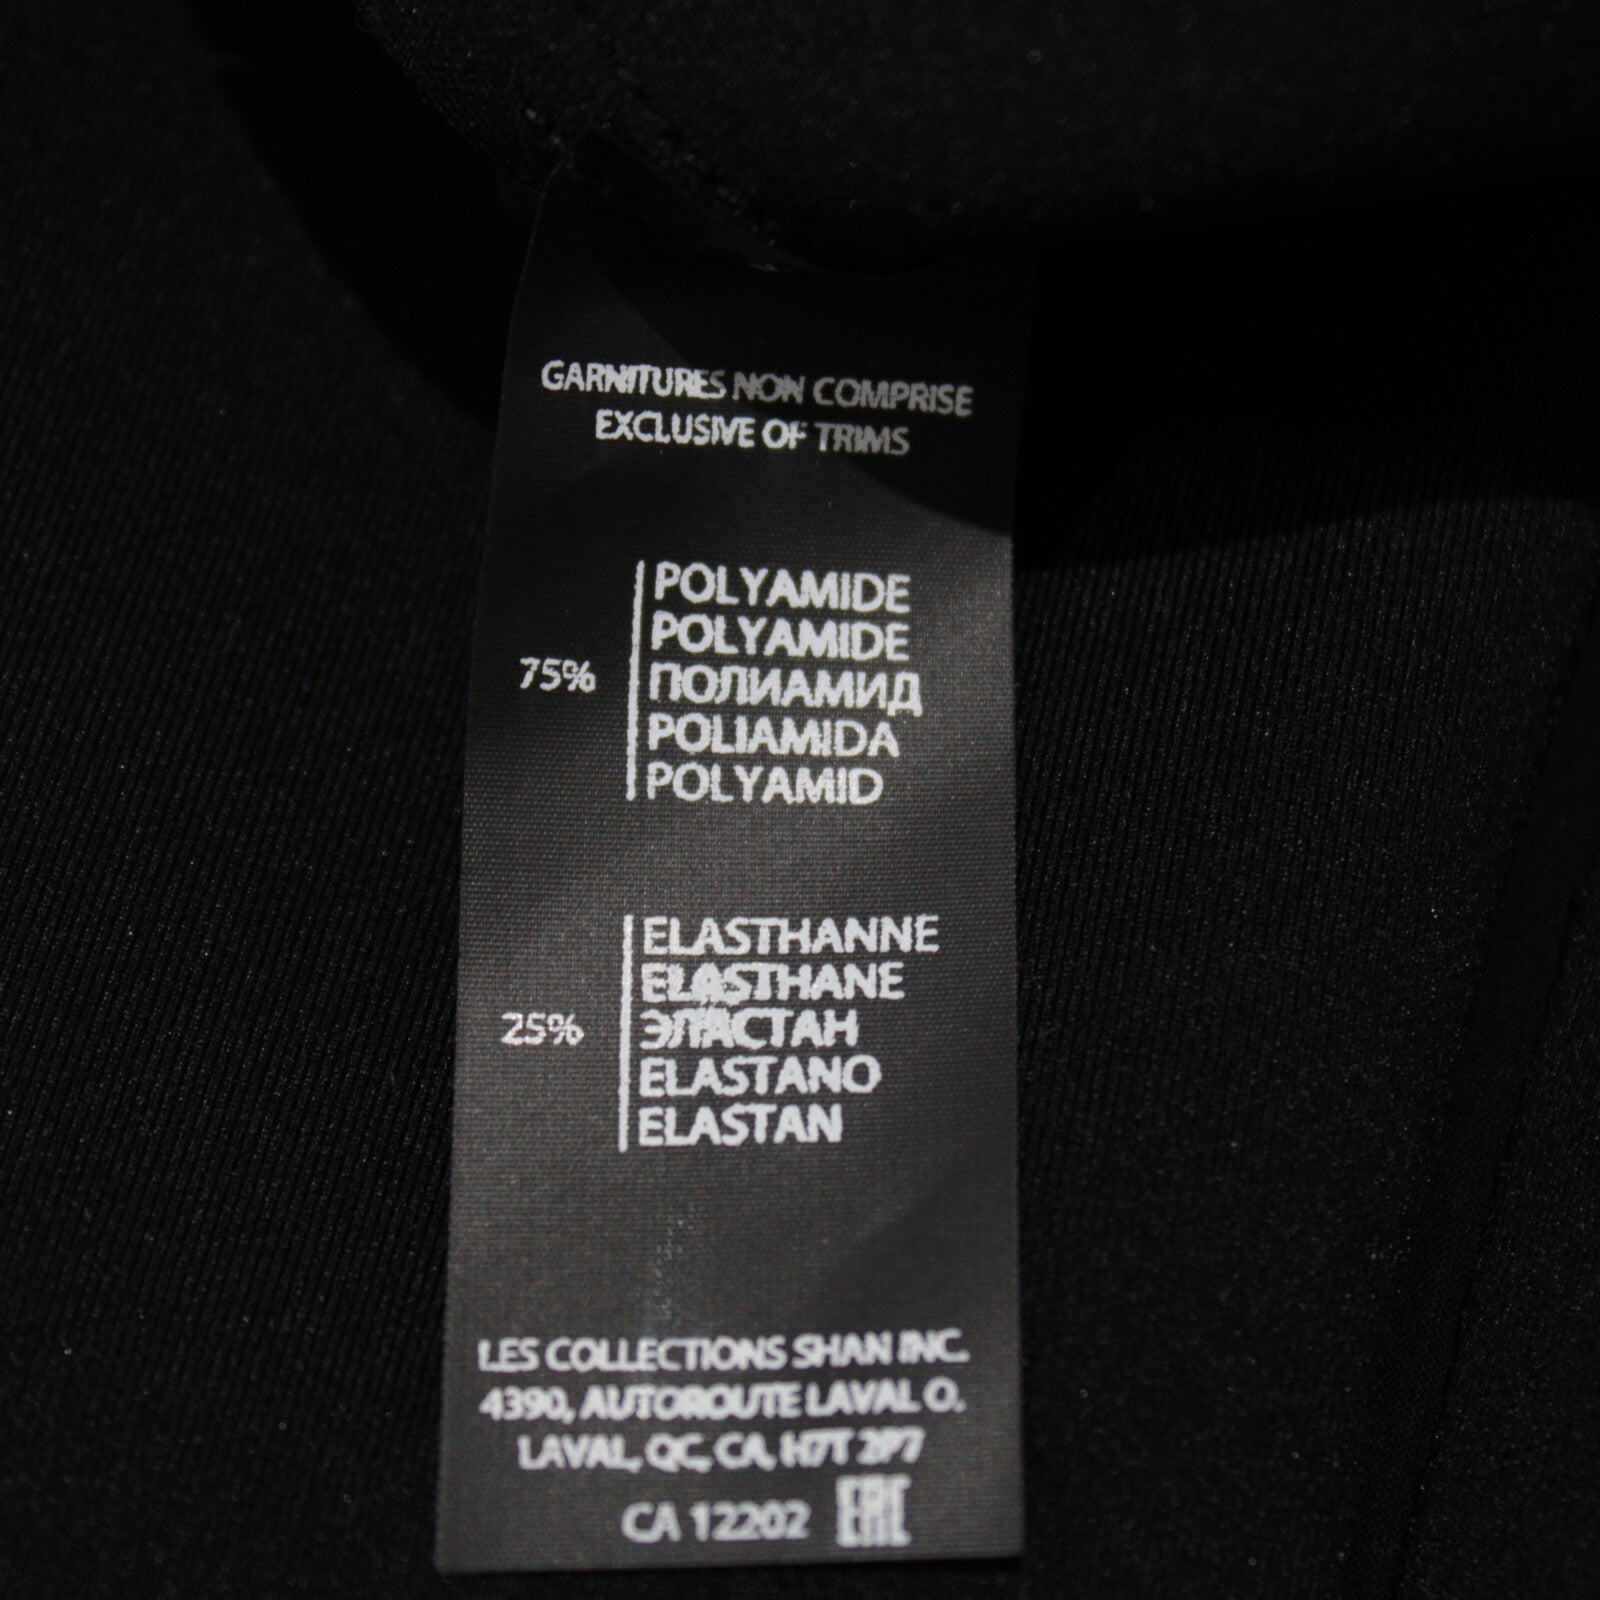 GARNITURES NON COMPRISE
EXCLUSIVE OF TRIMS
75%
POLYAMIDE
POLYAMIDE
ПОЛИАМИД
POLIAMIDA
POLYAMID
25%
ELASTHANNE
ELASTHANE
ЭЛАСТАН
ELASTANO
ELASTAN
LES COLLECTIONS SHAN INC.
4390, AUTOROUTE LAVAL O.
LAVAL, QC, CA, H7T 2P7
CA 12202 EAC